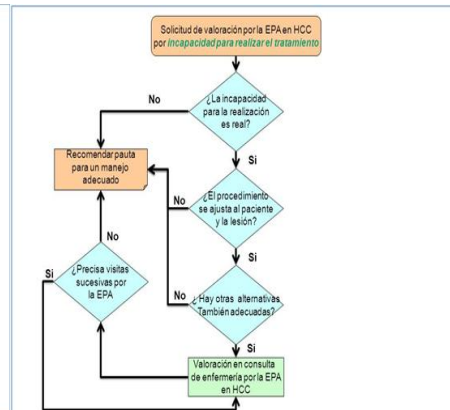 Solicitud de valoración por la EPA en HCC
por incapacidad para realizar el tratamiento
No
¿La incapacidad
para la realización
es real?
Si
Recomendar pauta
para un manejo
adecuado
No
¿El procedimiento
se ajusta al paciente
y la lesión?
Si
No
Si
¿Precisa visitas
sucesivas por
la EPA
No
¿Hay otras alternativas
También adecuadas?
Si
Valoración en consulta
de enfermería por la EPA
en HCC